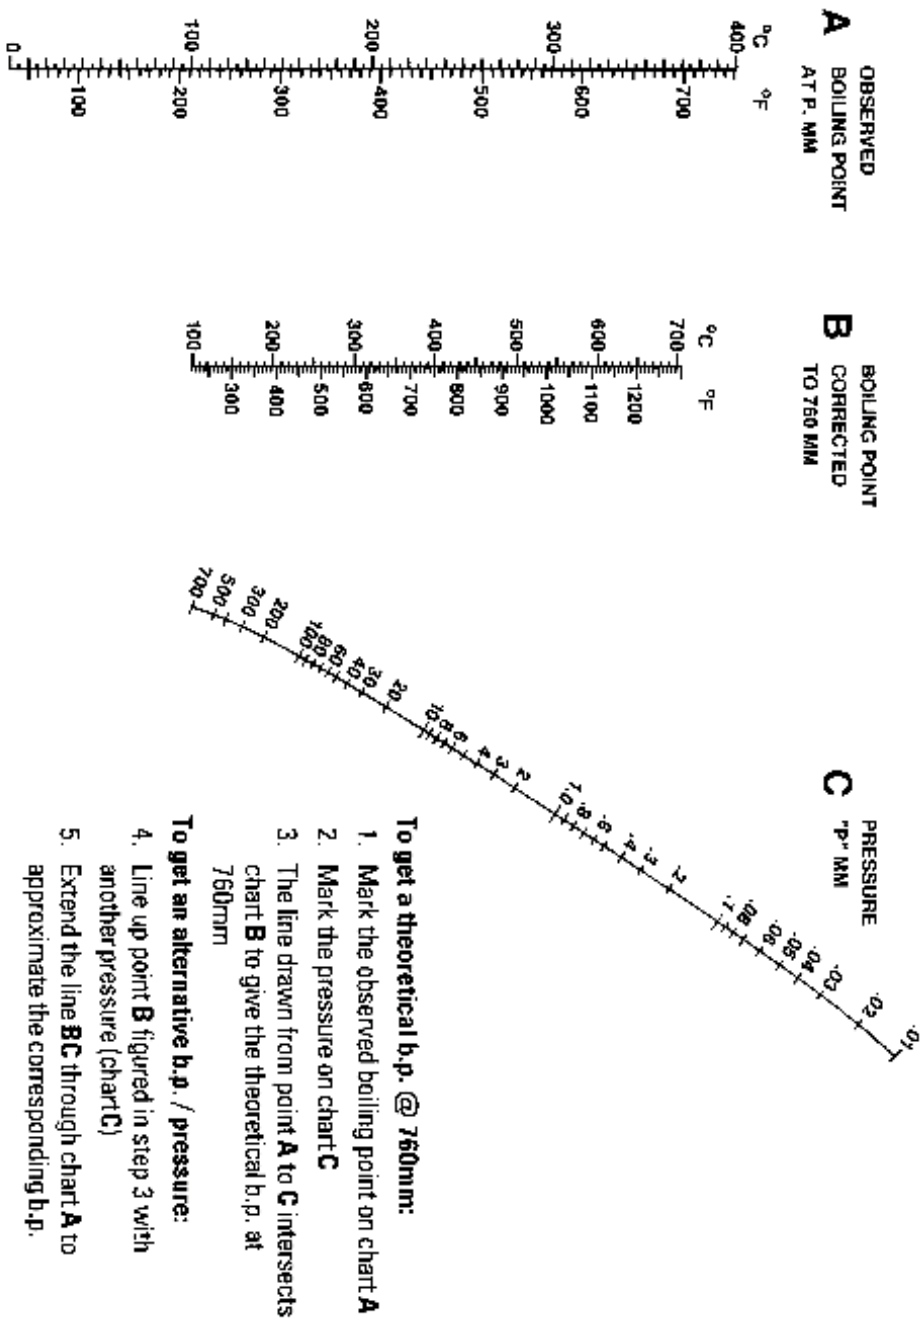 A
OBSERVED
BOILING POINT
AT P. MM
°C
400
300
200
100
0
°F
700
600
500
400
300
200
100
B
BOILING POINT
CORRECTED
TO 760 MM
°C
700
600
500
400
300
200
100
°F
1200
1100
1000
900
800
700
600
500
400
300
C
PRESSURE
"P" MM
.01
.02
.03
.04
.05
.06
.08
.1
.2
.3
.4
.6
.8
1.0
2
3
4
6
8
10
20
30
40
60
80
100
200
300
500
700
To get a theoretical b.p. @ 760mm:
1. Mark the observed boiling point on chart A
2. Mark the pressure on chart C
3. The line drawn from point A to C intersects
chart B to give the theoretical b.p. at
760mm
To get an alternative b.p. / pressure:
4. Line up point B figured in step 3 with
another pressure (chart C)
5. Extend the line BC through chart A to
approximate the corresponding b.p.